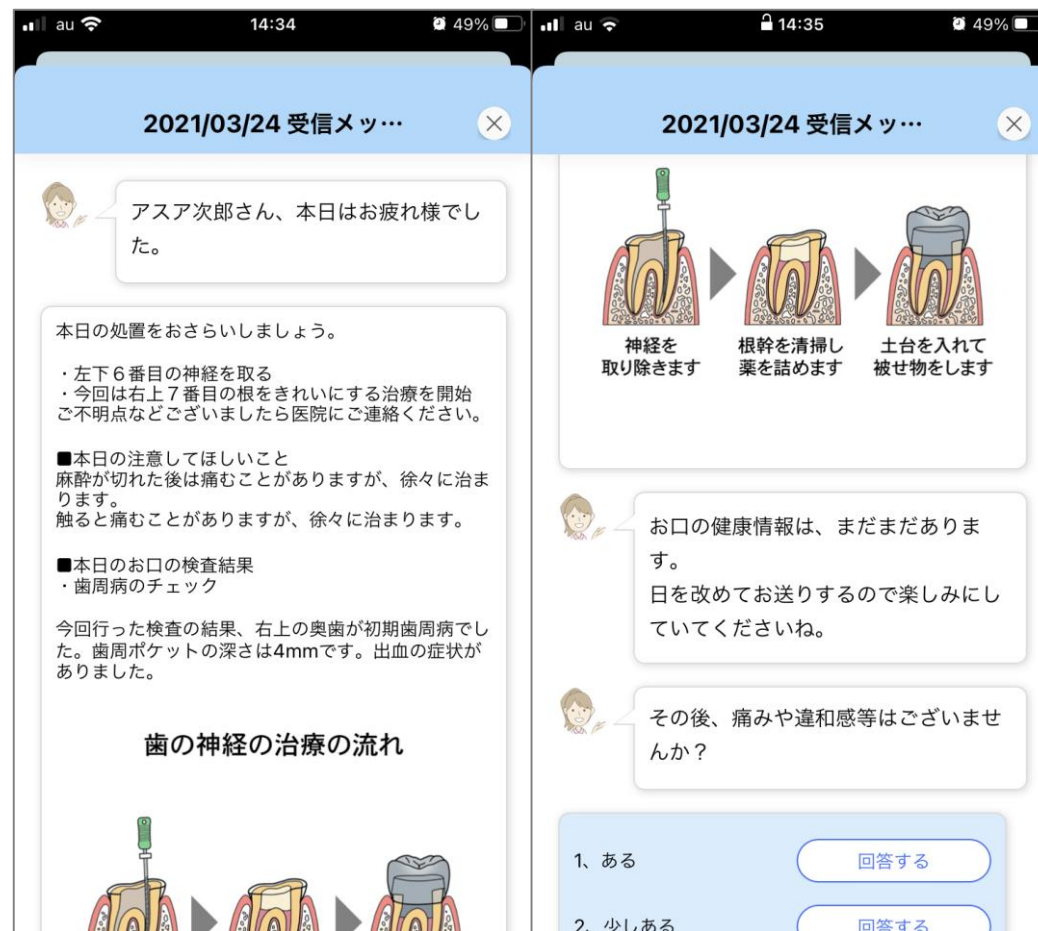 au 14:34 49%
2021/03/24 受信メッ…
アスア次郎さん、本日はお疲れ様でし
た。
本日の処置をおさらいしましょう。
・左下６番目の神経を取る
・今回は右上７番目の根をきれいにする治療を開始
ご不明点などございましたら医院にご連絡ください。
■本日の注意してほしいこと
麻酔が切れた後は痛むことがありますが、徐々に治ま
ります。
触ると痛むことがありますが、徐々に治まります。
■本日のお口の検査結果
・歯周病のチェック
今回行った検査の結果、右上の奥歯が初期歯周病でし
た。歯周ポケットの深さは4mmです。出血の症状が
ありました。
歯の神経の治療の流れ
au 14:35 49%
2021/03/24 受信メッ…
神経を
取り除きます
根幹を清掃し
薬を詰めます
土台を入れて
被せ物をします
お口の健康情報は、まだまだありま
す。
日を改めてお送りするので楽しみにし
ていてくださいね。
その後、痛みや違和感等はございませ
んか？
1、ある 回答する
2、少しある 回答する